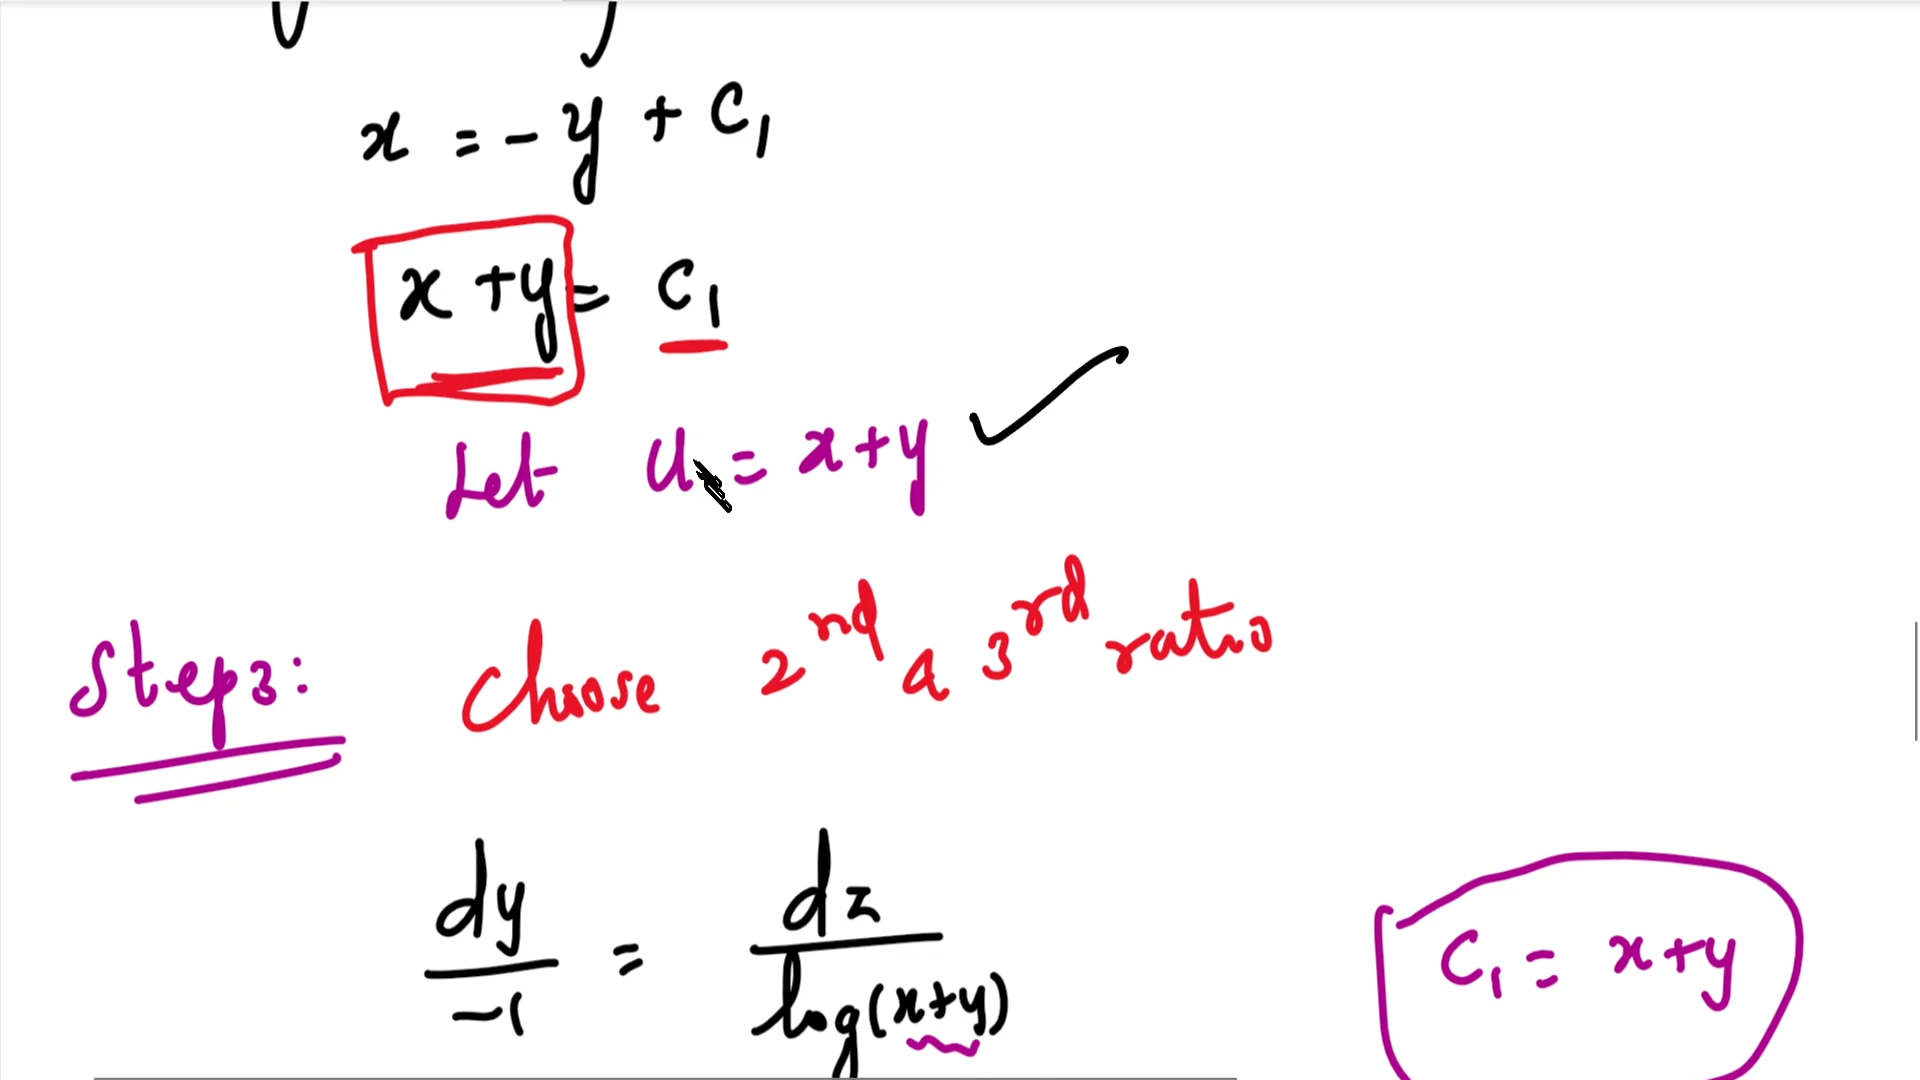 x = -y + C₁
x + y = C₁
Let u = x+y
Step3: Choose 2ⁿᵈ & 3ʳᵈ ratio
dy/-1 = dz/log(x+y)
C₁ = x+y